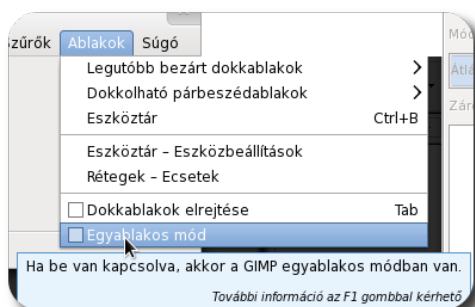 Szűrők Ablakok Súgó
Legutóbb bezárt dokkablakok
Dokkolható párbeszédablakok
Eszköztár Ctrl+B
Eszköztár – Eszközbeállítások
Rétegek – Ecsetek
Dokkablakok elrejtése Tab
Egyablakos mód
Ha be van kapcsolva, akkor a GIMP egyablakos módban van.
További információ az F1 gombbal kérhető